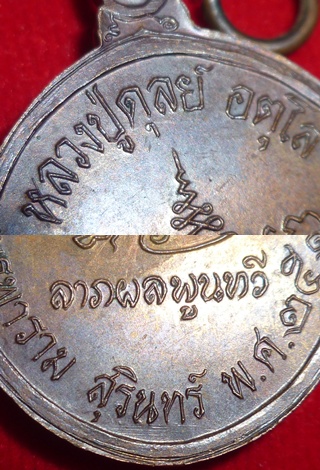 หลวงปู่ดุลย์ อตุโล
ลาภผลพูนทวี
สุรินทร์ พ.ศ.